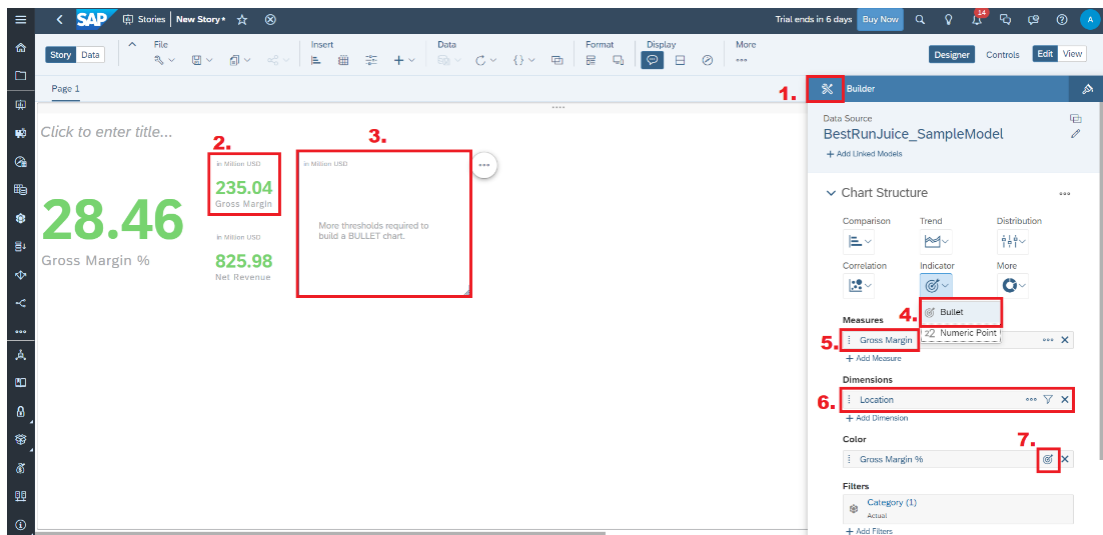 SAP Stories New Story* Trial ends in 6 days Buy Now 14 A
Story Data File Insert Data Format Display More Designer Controls Edit View
Page 1
1. Builder
Click to enter title...
2.
3.
in Million USD
235.04
Gross Margin
in Million USD
More thresholds required to
build a BULLET chart.
28.46
Gross Margin %
in Million USD
825.98
Net Revenue
Data Source
BestRunJuice_SampleModel
+ Add Linked Models
Chart Structure
Comparison Trend Distribution
Correlation Indicator More
4. Bullet
Numeric Point
Measures
5. Gross Margin
+ Add Measure
Dimensions
6. Location
+ Add Dimension
Color
7.
Gross Margin %
Filters
Category (1)
Actual
+ Add Filters